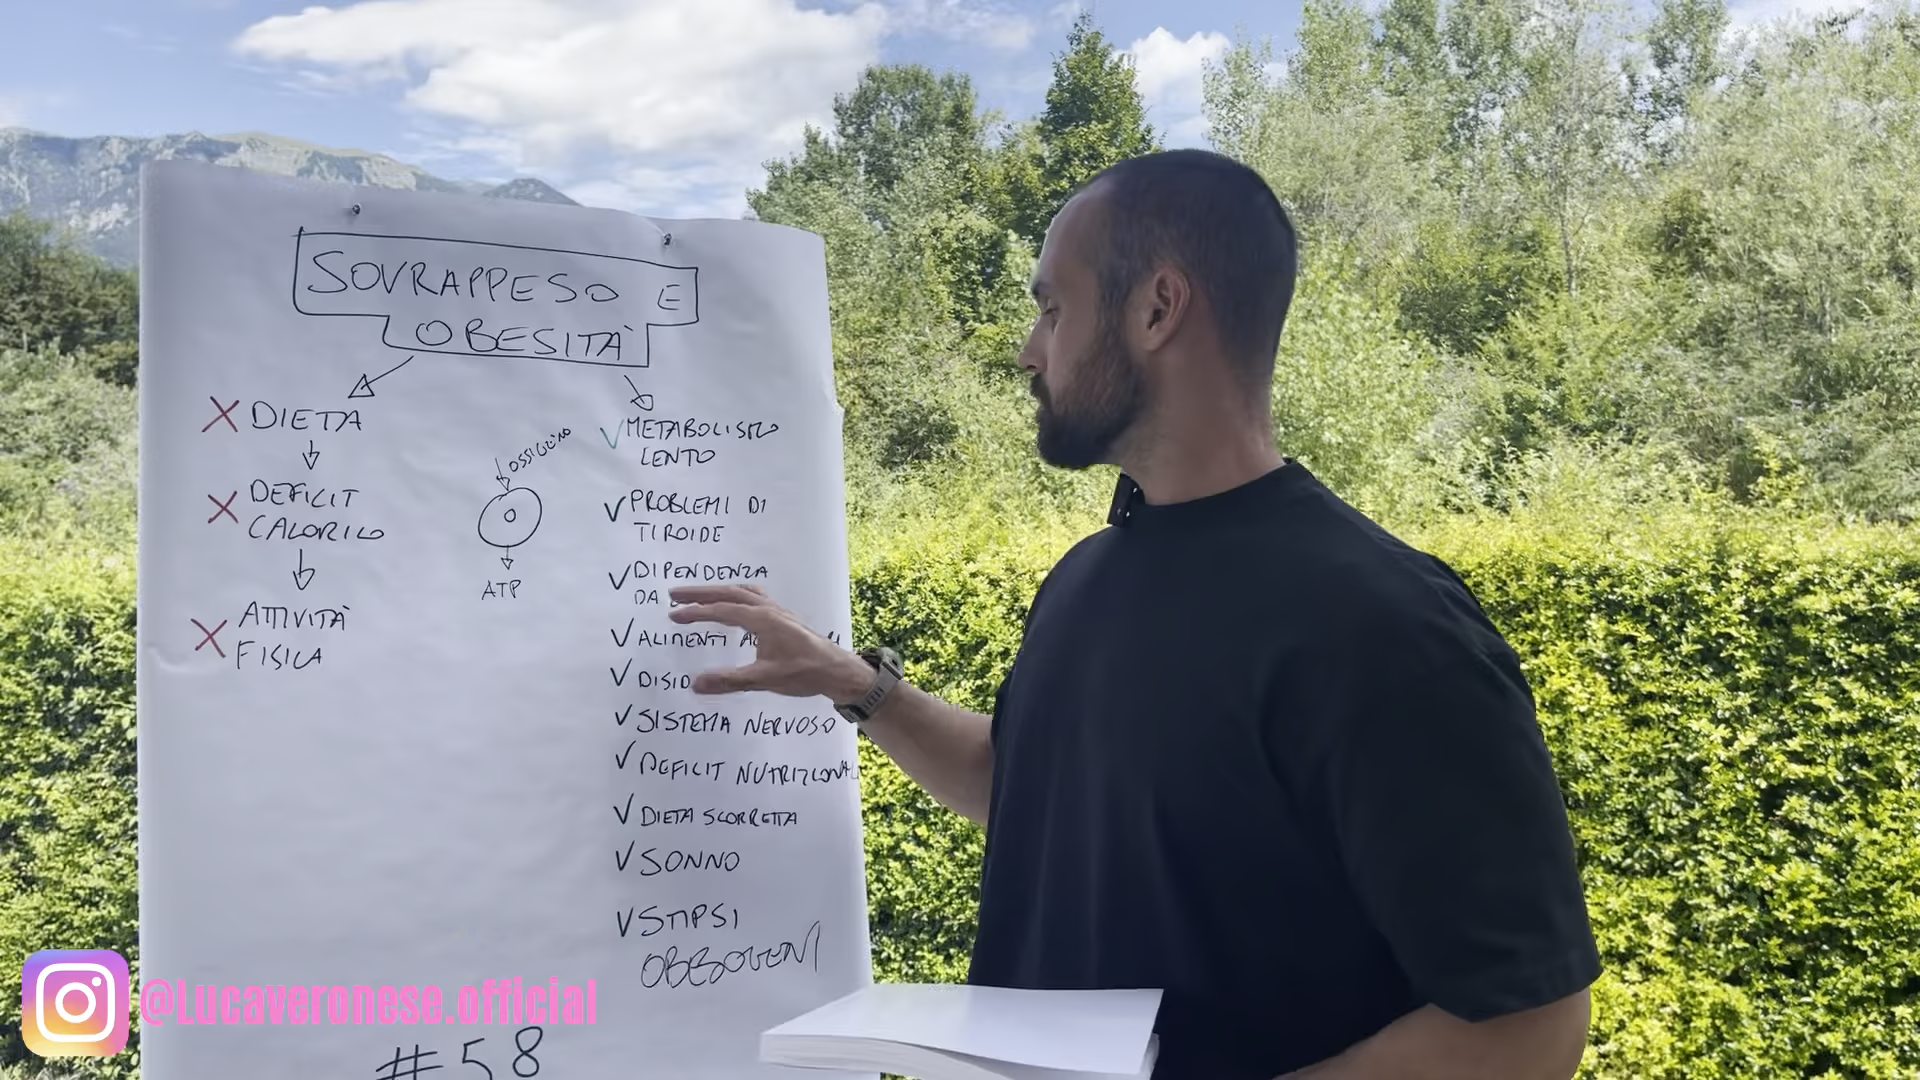 SOVRAPPESO E
OBESITÀ
X DIETA
X DEFICIT
CALORICO
X ATTIVITÀ
FISICA
OSSIGENO
ATP
METABOLISMO
LENTO
PROBLEMI DI
TIROIDE
DIPENDENZA
DA
ALIMENTI
SISTEMA NERVOSO
DEFICIT NUTRIZIONALI
DIETA SCORRETTA
SONNO
STIPSI
OBESOGENI
@Lucaveronese.official
#58